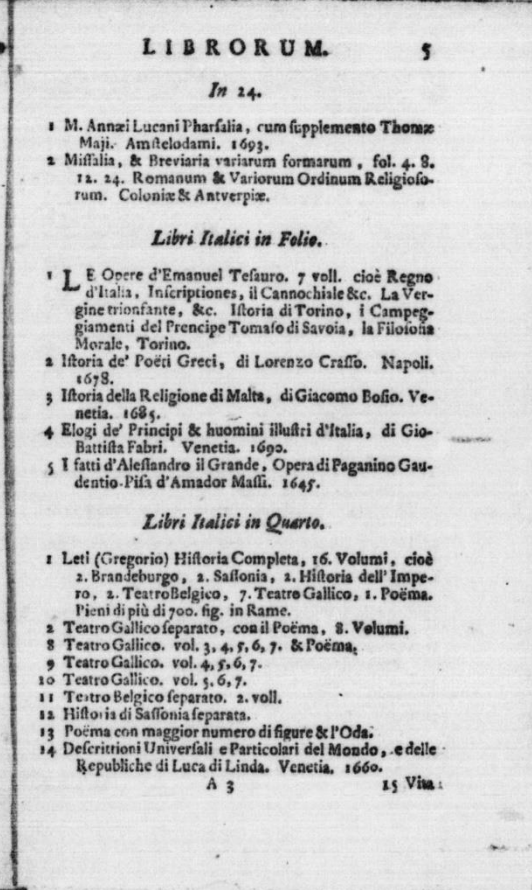 LIBRORUM. 5
In 24.
1 M. Annæi Lucani Pharſalia, cum ſupplemento Thomæ
Maji. Amſtelodami. 1693.
2 Miſſalia, & Breviaria variarum formarum, fol. 4. 8.
12. 24. Romanum & Variorum Ordinum Religioſo-
rum. Coloniæ & Antverpiæ.
Libri Italici in Folio.
1 LE Opere d'Emanuel Teſauro. 7 voll. cioè Regno
d'Italia, Inſcriptiones, il Cannochiale &c. La Ver-
gine trionfante, &c. Iſtoria di Torino, i Campeg-
giamenti del Prencipe Tomaſo di Savoia, la Filoſofia
Morale, Torino.
2 Iſtoria de' Poëti Greci, di Lorenzo Craſſo. Napoli.
1678.
3 Iſtoria della Religione di Malta, di Giacomo Boſio. Ve-
netia. 1685.
4 Elogi de' Principi & huomini illuſtri d'Italia, di Gio-
Battiſta Fabri. Venetia. 1690.
5 I fatti d'Aleſſandro il Grande, Opera di Paganino Gau-
dentio. Piſa d'Amador Maſſi. 1645.
Libri Italici in Quarto.
1 Leti (Gregorio) Hiſtoria Completa, 16. Volumi, cioè
2. Brandeburgo, 2. Saſſonia, 2. Hiſtoria dell' Impe-
ro, 2. Teatro Belgico, 7. Teatro Gallico, 1. Poëma.
Pieni di più di 700. fig. in Rame.
2 Teatro Gallico ſeparato, con il Poëma, 8. Volumi.
8 Teatro Gallico. vol. 3, 4, 5, 6, 7. & Poëma.
9 Teatro Gallico. vol. 4, 5, 6, 7.
10 Teatro Gallico. vol. 5. 6, 7.
11 Teatro Belgico ſeparato. 2. voll.
12 Hiſtoria di Saſſonia ſeparata.
13 Poëma con maggior numero di figure & l'Oda.
14 Deſcrittioni Univerſali e Particolari del Mondo, e delle
Republiche di Luca di Linda. Venetia. 1660.
A 3 15 Vita